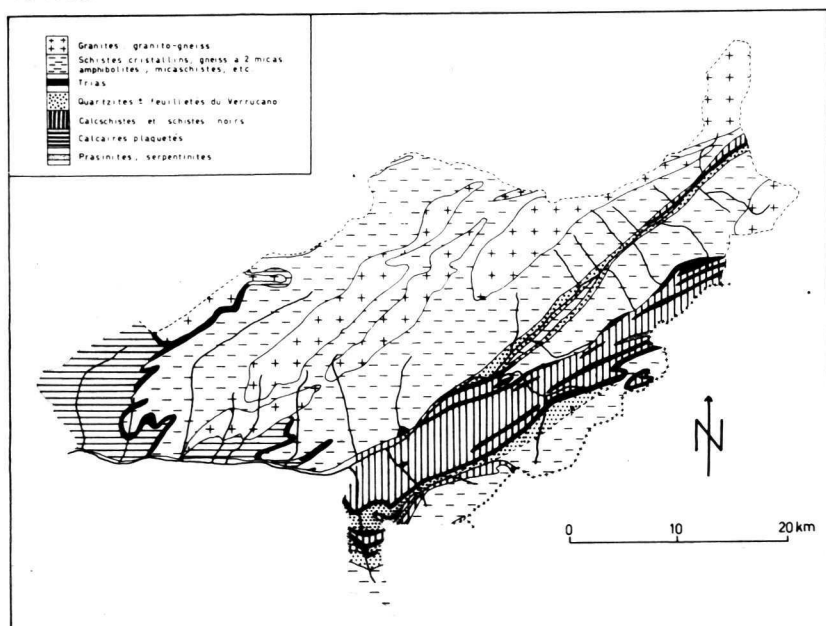 Granites granito-gneiss
Schistes cristallins, gneiss a 2 micas
amphibolites, micaschistes, etc
Trias
Quartzites ± feuilletes du Verrucano
Calcschistes et schistes noirs
Calcaires plaquetés
Prasinites, serpentinites
N
0 10 20 km